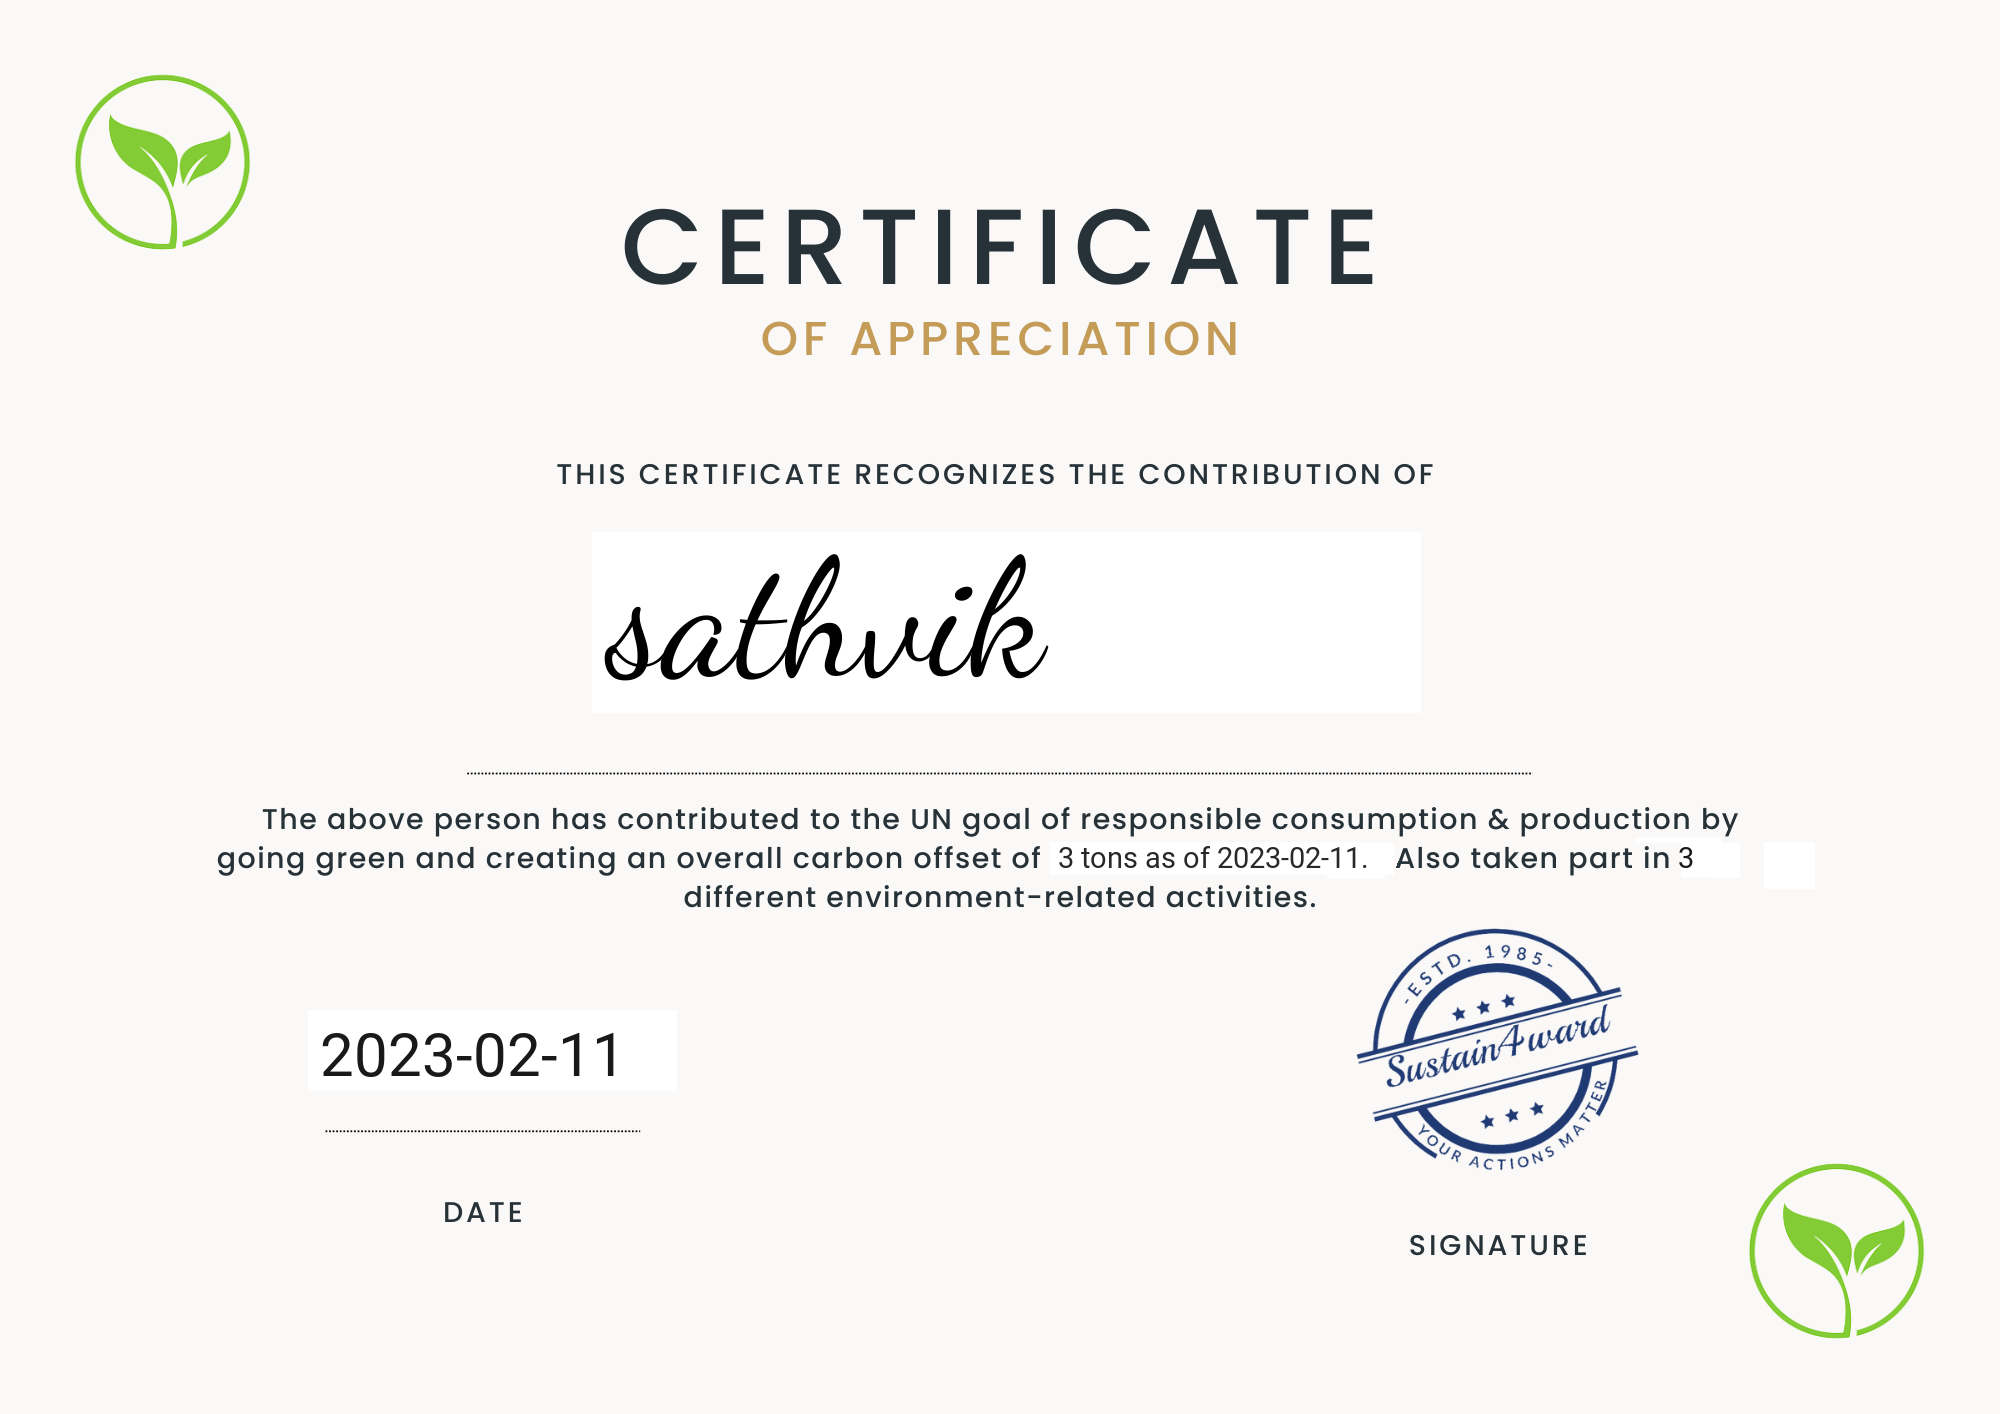 CERTIFICATE
OF APPRECIATION
THIS CERTIFICATE RECOGNIZES THE CONTRIBUTION OF
sathvik
The above person has contributed to the UN goal of responsible consumption & production by
going green and creating an overall carbon offset of 3 tons as of 2023-02-11. Also taken part in 3
different environment-related activities.
-ESTD. 1985-
SustainAward
YOUR ACTIONS MATTER
2023-02-11
DATE
SIGNATURE